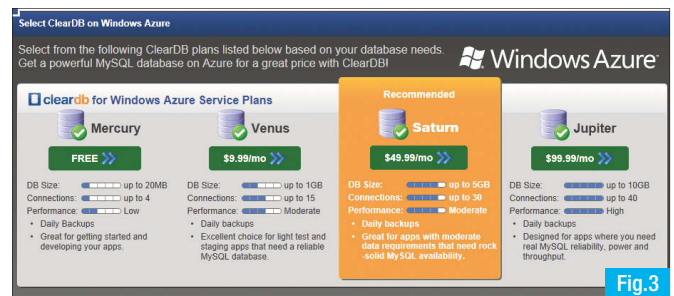 Select ClearDB on Windows Azure
Select from the following ClearDB plans listed below based on your database needs.
Get a powerful MySQL database on Azure for a great price with ClearDB!
Windows Azure
cleardb for Windows Azure Service Plans
Mercury
FREE
DB Size: up to 20MB
Connections: up to 4
Performance: Low
• Daily Backups
• Great for getting started and
developing your apps.
Venus
$9.99/mo
DB Size: up to 1GB
Connections: up to 15
Performance: Moderate
• Daily backups
• Excellent choice for light test and
staging apps that need a reliable
MySQL database.
Recommended
Saturn
$49.99/mo
DB Size: up to 5GB
Connections: up to 30
Performance: Moderate
• Daily backups
• Great for apps with moderate
data requirements that need rock
-solid MySQL availability.
Jupiter
$99.99/mo
DB Size: up to 10GB
Connections: up to 40
Performance: High
• Daily backups
• Designed for apps where you need
real MySQL reliability, power and
throughput.
Fig.3